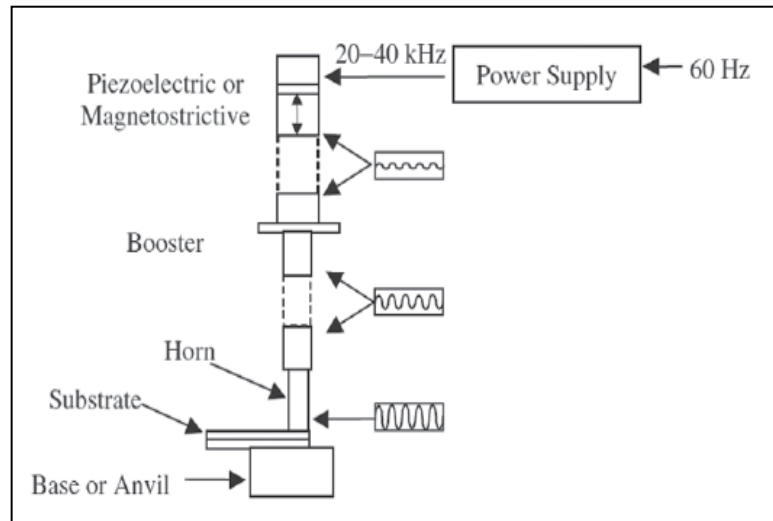 20–40 kHz
Power Supply
60 Hz
Piezoelectric or
Magnetostrictive
Booster
Horn
Substrate
Base or Anvil